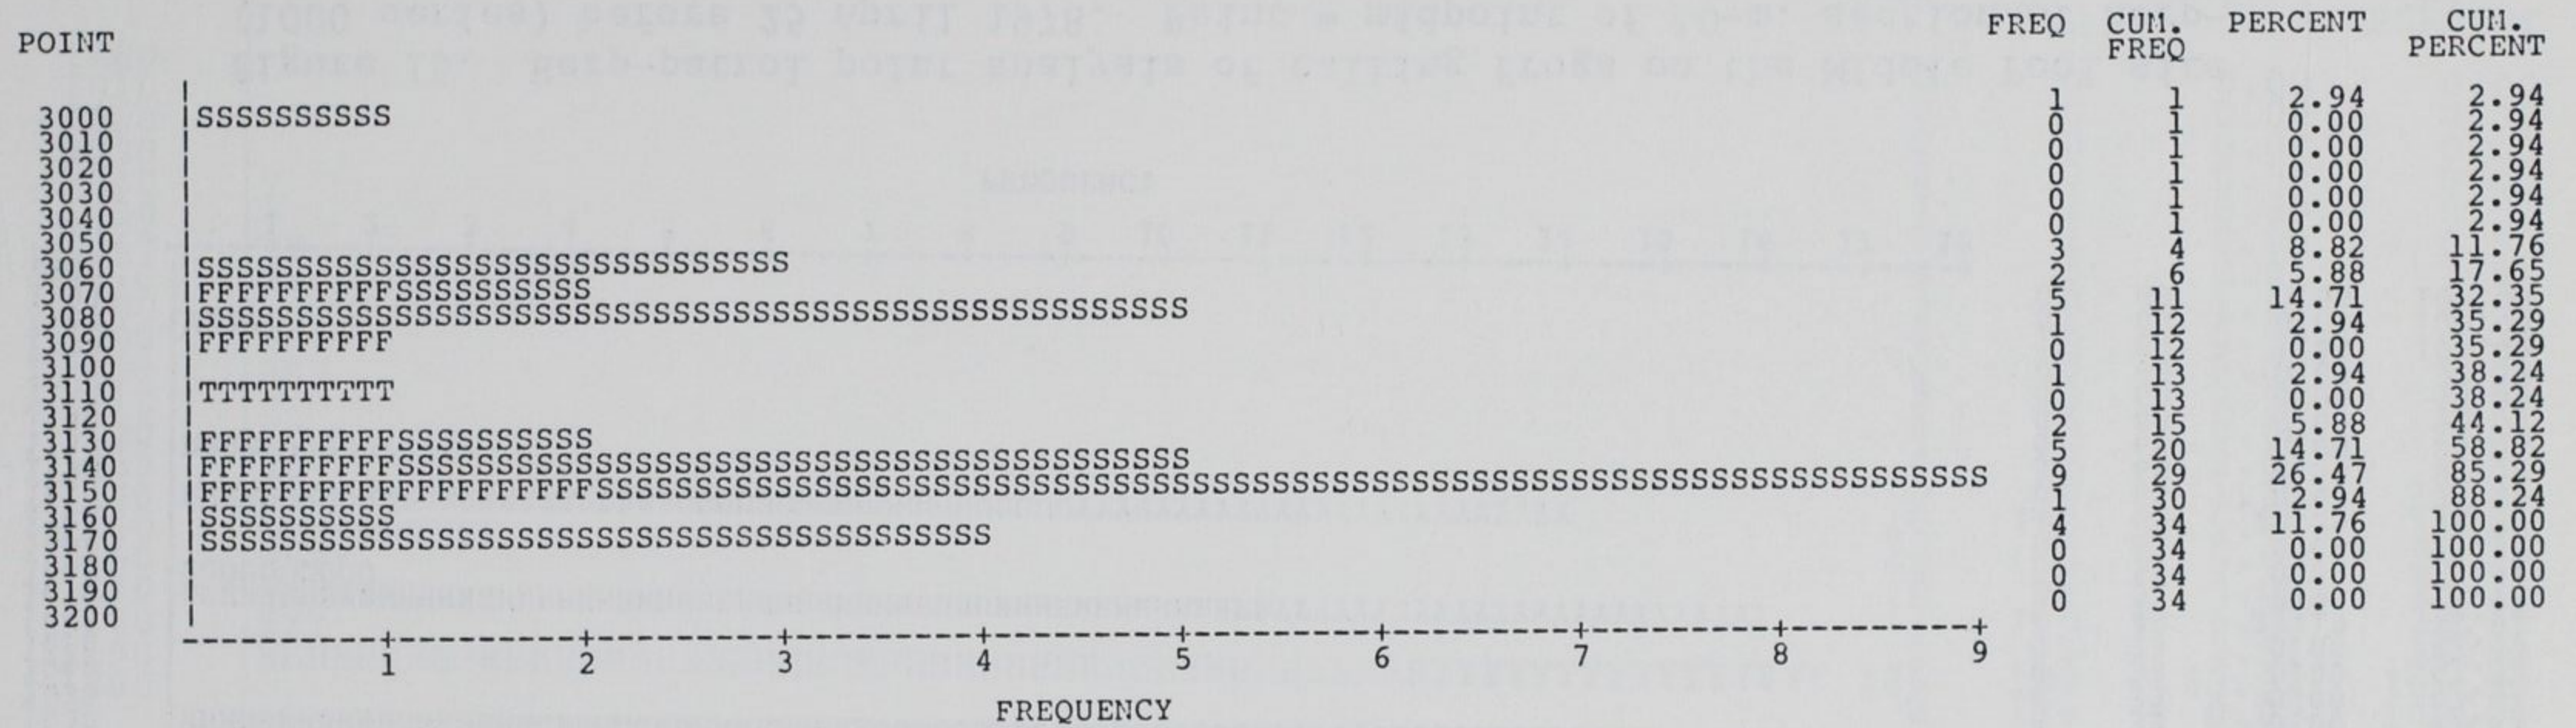 POINT FREQ CUM. FREQ PERCENT CUM. PERCENT
3000 |SSSSSSSSSS 1 1 2.94 2.94
3010 | 0 1 0.00 2.94
3020 | 0 1 0.00 2.94
3030 | 0 1 0.00 2.94
3040 | 0 1 0.00 2.94
3050 | 0 1 0.00 2.94
3060 |SSSSSSSSSSSSSSSSSSSSSSSSSSSSSS 3 4 8.82 11.76
3070 |FFFFFFFFFFSSSSSSSSSS 2 6 5.88 17.65
3080 |SSSSSSSSSSSSSSSSSSSSSSSSSSSSSSSSSSSSSSSSSSSSSSSSSS 5 11 14.71 32.35
3090 |FFFFFFFFFF 1 12 2.94 35.29
3100 | 0 12 0.00 35.29
3110 |TTTTTTTTTT 1 13 2.94 38.24
3120 | 0 13 0.00 38.24
3130 |FFFFFFFFFFSSSSSSSSSS 2 15 5.88 44.12
3140 |FFFFFFFFFFSSSSSSSSSSSSSSSSSSSSSSSSSSSSSSSSSSSSSSSS 5 20 14.71 58.82
3150 |FFFFFFFFFFFFFFFFFFFFSSSSSSSSSSSSSSSSSSSSSSSSSSSSSSSSSSSSSSSSSSSSSSSSSSSSSSSSSSSSSSSSSSSSSS 9 29 26.47 85.29
3160 |SSSSSSSSSS 1 30 2.94 88.24
3170 |SSSSSSSSSSSSSSSSSSSSSSSSSSSSSSSSSSSSSSSS 4 34 11.76 100.00
3180 | 0 34 0.00 100.00
3190 | 0 34 0.00 100.00
3200 | 0 34 0.00 100.00
1 2 3 4 5 6 7 8 9
FREQUENCY